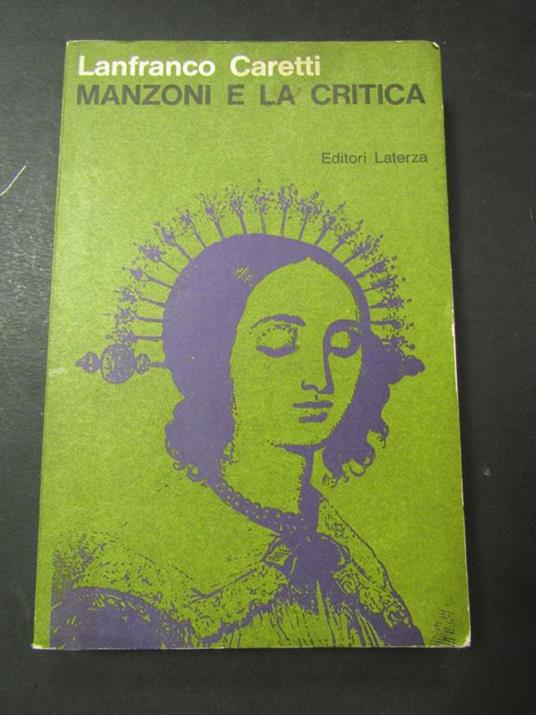 Lanfranco Caretti
MANZONI E LA CRITICA
Editori Laterza